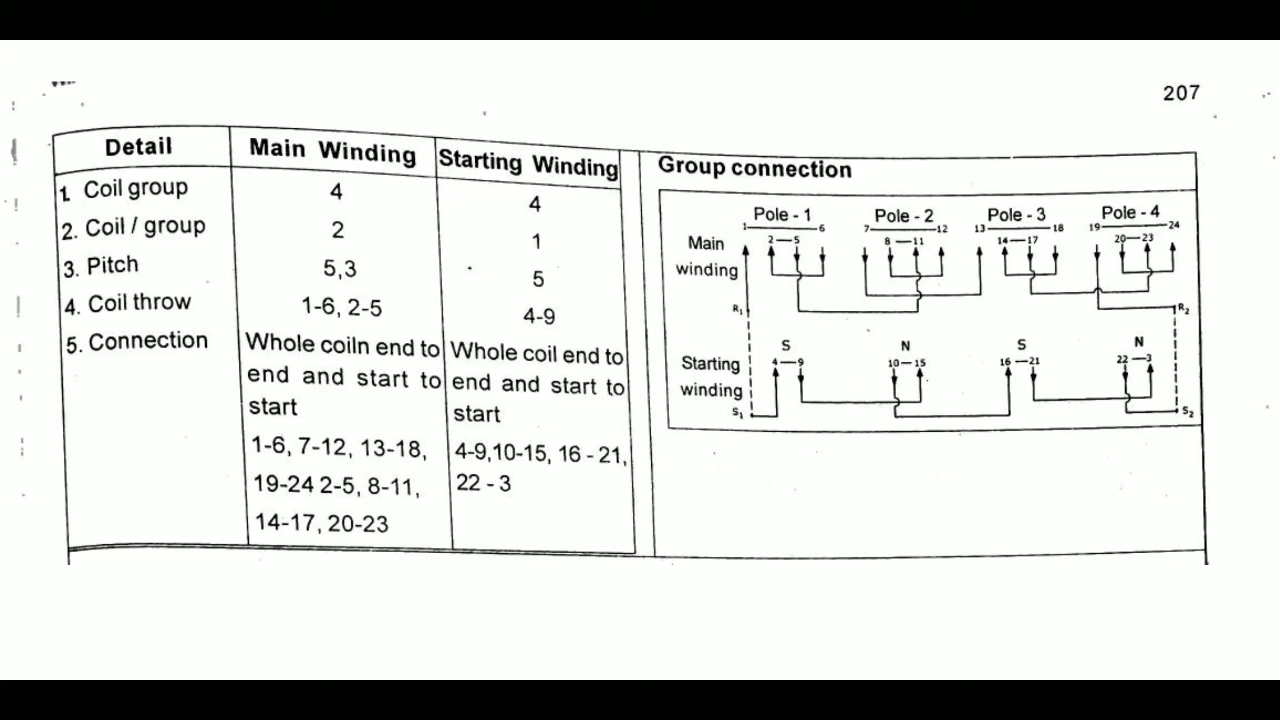 207
Detail
Main Winding
Starting Winding
1. Coil group
4
4
2. Coil / group
2
1
3. Pitch
5,3
5
4. Coil throw
1-6, 2-5
4-9
5. Connection
Whole coiln end to
end and start to
start
1-6, 7-12, 13-18,
19-24 2-5, 8-11,
14-17, 20-23
Whole coil end to
end and start to
start
4-9,10-15, 16 - 21,
22 - 3
Group connection
Pole - 1
Pole - 2
Pole - 3
Pole - 4
1 6 7 12 13 18 19 24
2 — 5 8 — 11 14 — 17 20 — 23
Main
winding
R1
R2
S N S N
4 — 9 10 — 15 16 — 21 22 — 3
Starting
winding
S1
S2